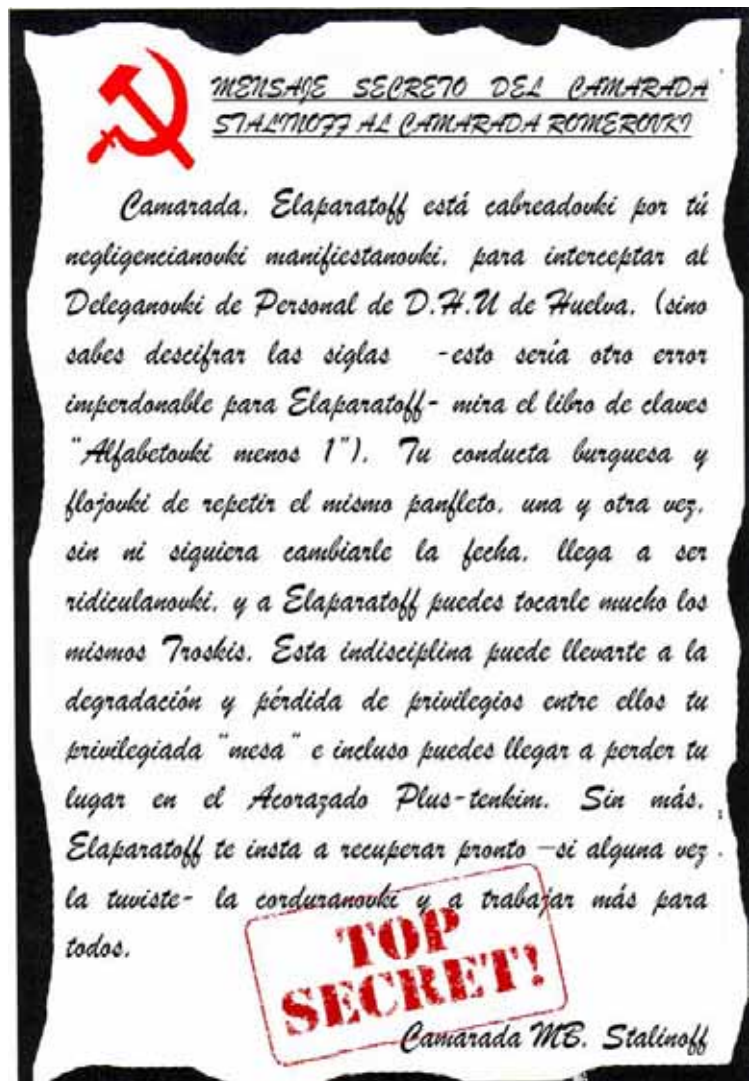 MENSAJE SECRETO DEL CAMARADA
STALINOFF AL CAMARADA ROMEROVKI
Camarada, Elaparatoff está cabreadovki por tú
negligencianovki manifiestanovki, para interceptar al
Deleganovki de Personal de D.H.U de Huelva, (sino
sabes descifrar las siglas -esto sería otro error
imperdonable para Elaparatoff- mira el libro de claves
"Alfabetovki menos 1"). Tu conducta burguesa y
flojovki de repetir el mismo panfleto, una y otra vez,
sin ni siquiera cambiarle la fecha, llega a ser
ridiculanovki, y a Elaparatoff puedes tocarle mucho los
mismos Troskis. Esta indisciplina puede llevarte a la
degradación y pérdida de privilegios entre ellos tu
privilegiada "mesa" e incluso puedes llegar a perder tu
lugar en el Acorazado Plus-tenkim. Sin más,
Elaparatoff te insta a recuperar pronto –si alguna vez
la tuviste- la corduranovki y a trabajar más para
todos.
TOP
SECRET!
Camarada MB. Stalinoff